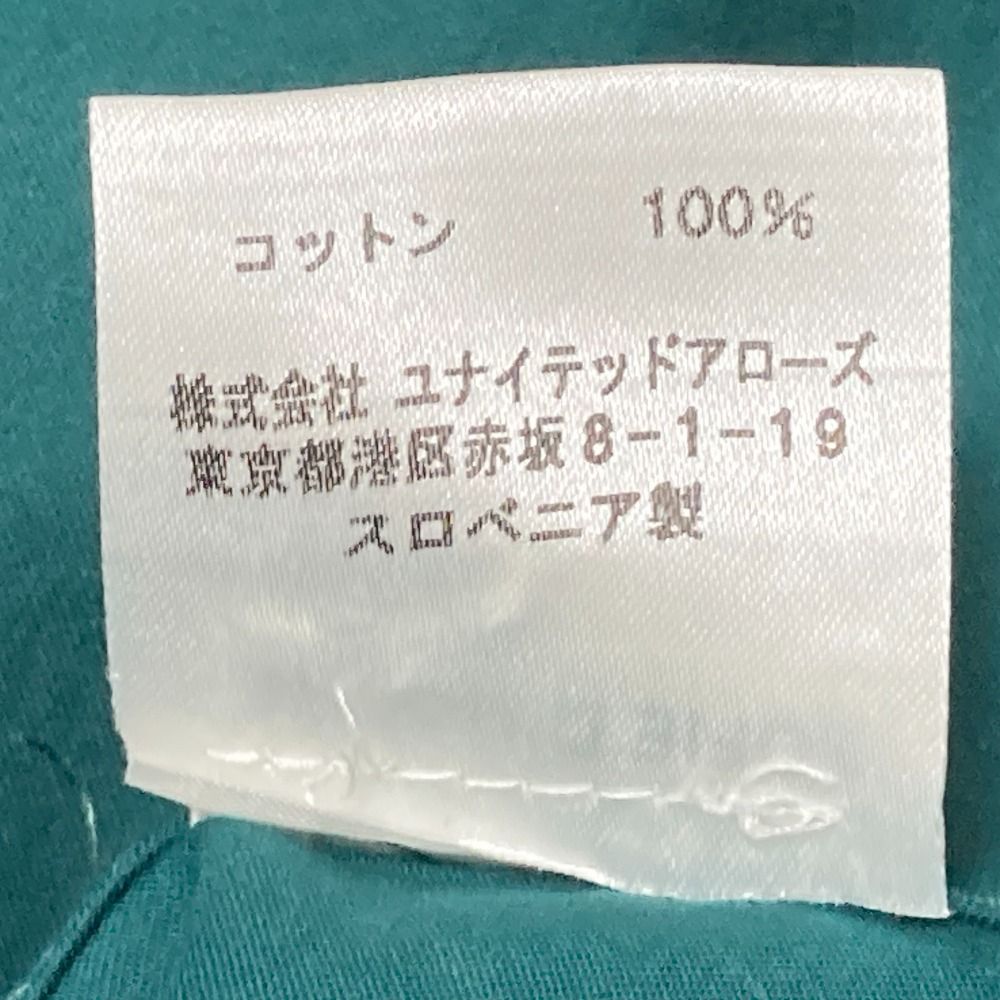 コットン 100%
株式会社 ユナイテッドアローズ
東京都港区赤坂8-1-19
スロベニア製